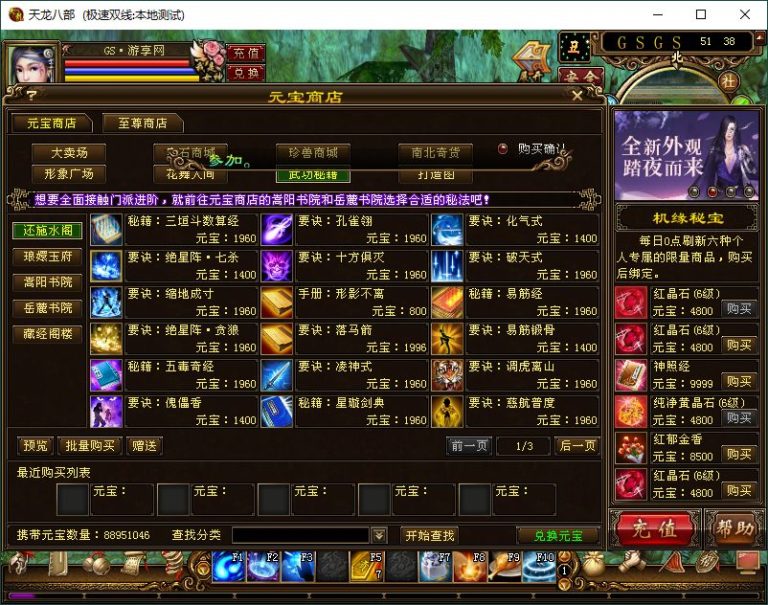 天龙八部 (极速双线:本地测试)
GS·游享网
充值
兑换
丑
GSGS 51 38
北
安全
社
? 元宝商店
元宝商店 至尊商店
大卖场 珍兽商城 南北奇货 购买确认
参加。
形象广场 花舞人间 武功秘籍 打造图
想要全面接触门派进阶，就前往元宝商店的嵩阳书院和岳麓书院选择合适的秘法吧!
还施水阁
琅嬛玉府
嵩阳书院
岳麓书院
藏经阁楼
秘籍：三垣斗数算经 要诀：孔雀翎 要诀：化气式
元宝：1960 元宝：1960 元宝：1400
要诀：绝星阵·七杀 要诀：十方俱灭 要诀：破天式
元宝：1400 元宝：1960 元宝：1960
要诀：缩地成寸 手册：形影不离 秘籍：易筋经
元宝：1960 元宝：800 元宝：1960
要诀：绝星阵·贪狼 要诀：落马箭 要诀：易筋锻骨
元宝：1960 元宝：1996 元宝：1400
秘籍：五毒奇经 要诀：凌神式 要诀：调虎离山
元宝：1960 元宝：1960 元宝：1960
要诀：傀儡香 秘籍：星璇剑典 要诀：慈航普度
元宝：1400 元宝：1960 元宝：1960
预览 批量购买 赠送 前一页 1/3 后一页
最近购买列表
元宝： 元宝： 元宝： 元宝： 元宝：
携带元宝数量：88951046 查找分类 开始查找 兑换元宝
全新外观
踏夜而来
机缘秘宝
每日0点刷新六种个
人专属的限量商品，购买
后绑定。
红晶石(6级)
元宝：4800 购买
红晶石(6级)
元宝：4800 购买
神照经
元宝：9999 购买
纯净黄晶石(6级)
元宝：4800 购买
红郁金香
元宝：8500 购买
红晶石(6级)
元宝：4800 购买
充值 帮助
F1 F2 F3 F5 F7 F8 F9 F10
7
1